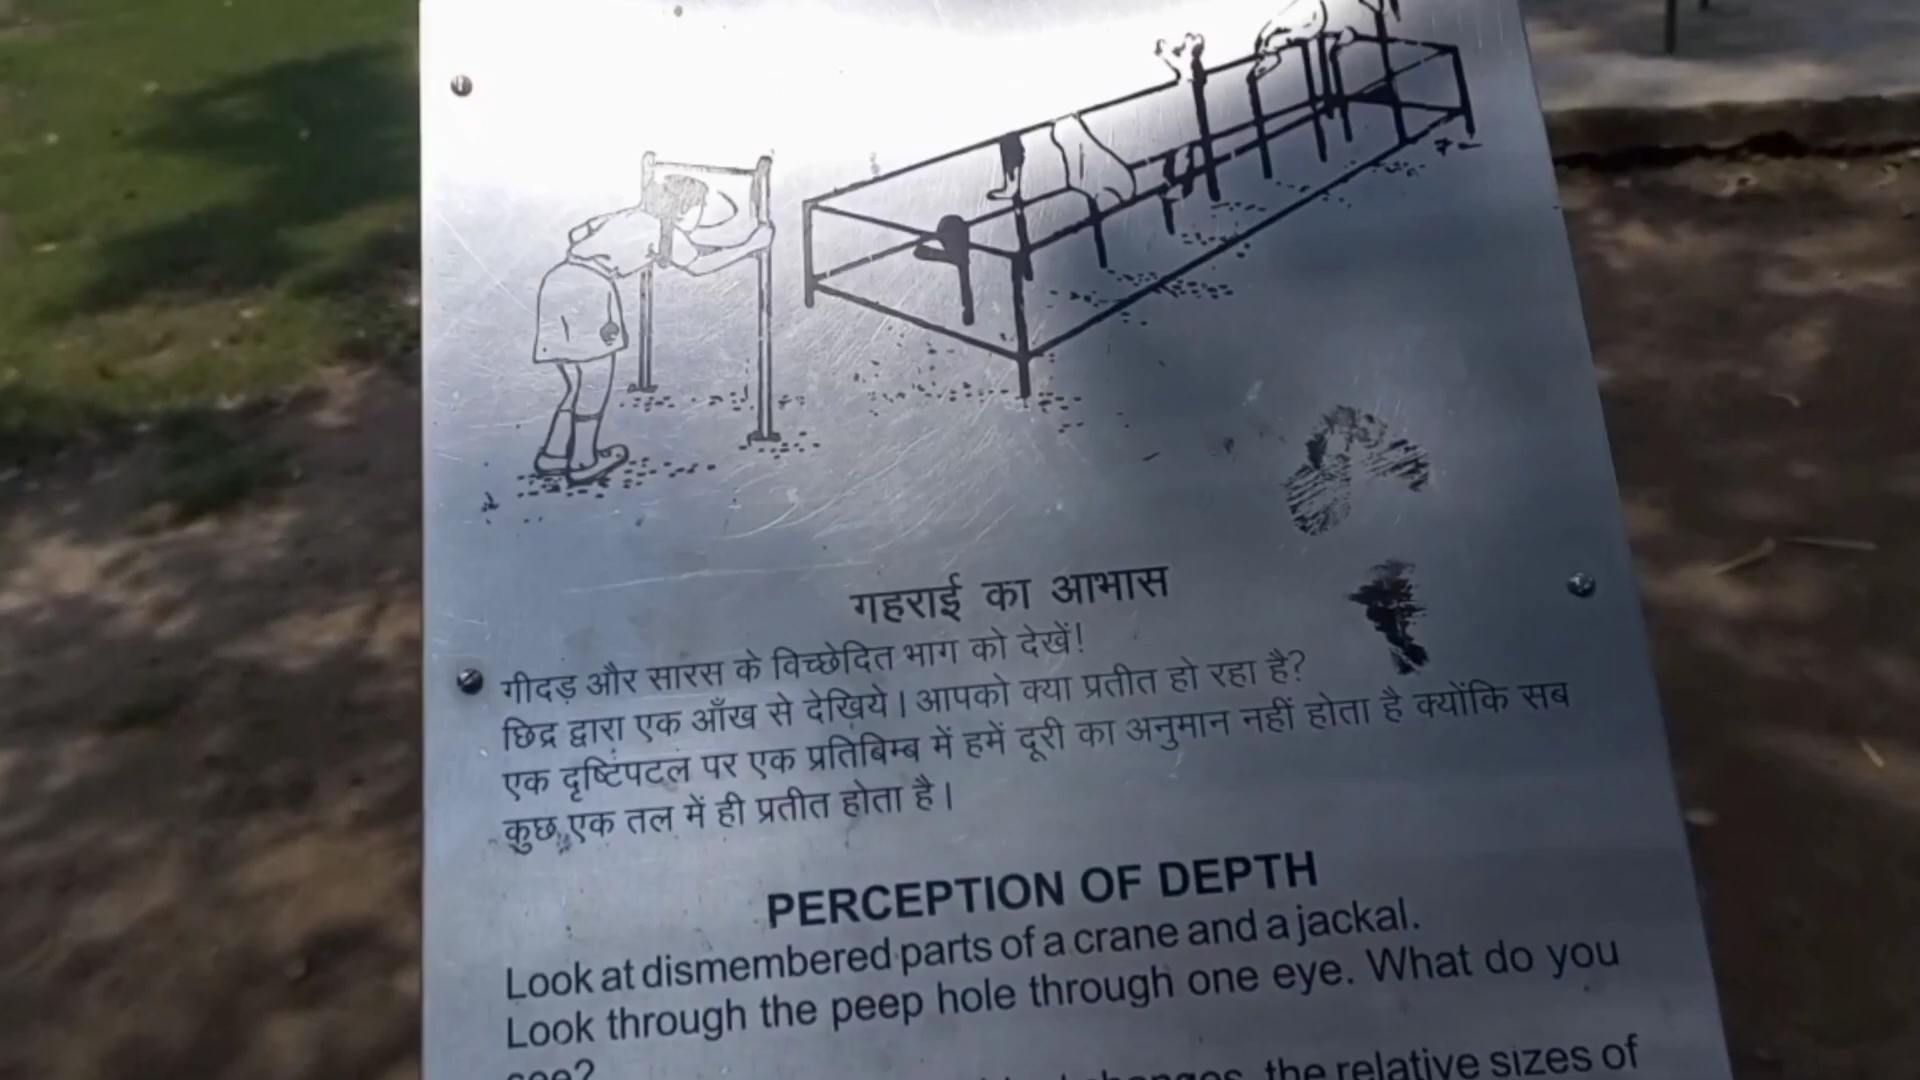 गहराई का आभास
गीदड़ और सारस के विच्छेदित भाग को देखें!
छिद्र द्वारा एक आँख से देखिये। आपको क्या प्रतीत हो रहा है?
एक दृष्टिपटल पर एक प्रतिबिम्ब में हमें दूरी का अनुमान नहीं होता है क्योंकि सब
कुछ एक तल में ही प्रतीत होता है।
PERCEPTION OF DEPTH
Look at dismembered parts of a crane and a jackal.
Look through the peep hole through one eye. What do you
see?
changes, the relative sizes of